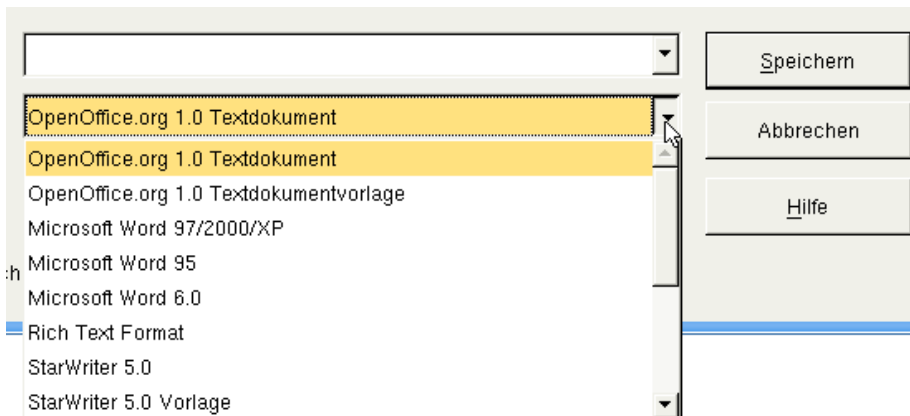 Speichern
OpenOffice.org 1.0 Textdokument
Abbrechen
OpenOffice.org 1.0 Textdokument
OpenOffice.org 1.0 Textdokumentvorlage
Hilfe
Microsoft Word 97/2000/XP
Microsoft Word 95
Microsoft Word 6.0
Rich Text Format
StarWriter 5.0
StarWriter 5.0 Vorlage